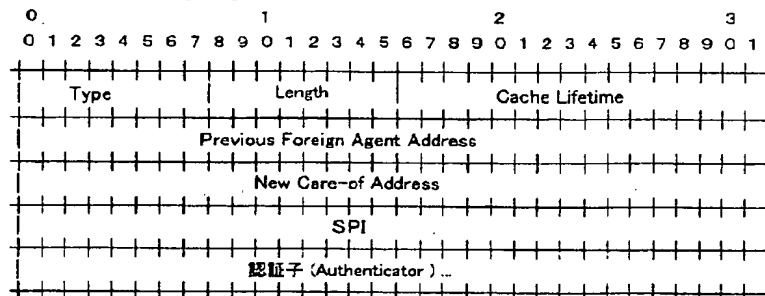 0 1 2 3
0 1 2 3 4 5 6 7 8 9 0 1 2 3 4 5 6 7 8 9 0 1 2 3 4 5 6 7 8 9 0 1
Type Length Cache Lifetime
Previous Foreign Agent Address
New Care-of Address
SPI
認証子 (Authenticator) ...